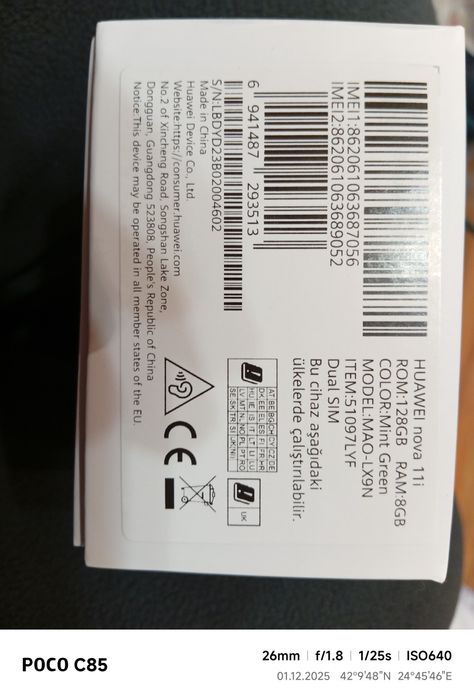 HUAWEI nova 11i
ROM:128GB RAM:8GB
COLOR:Mint Green
MODEL:MAO-LX9N
ITEM:51097LYF
Dual SIM
Bu cihaz aşağıdaki
ülkelerde çalıştırılabilir.
IMEI1:862061063687056
IMEI2:862061063689052
6 941487 293513
S/N:LBDYD23B02004602
Made in China
Huawei Device Co., Ltd.
Website:https://consumer.huawei.com
No.2 of Xincheng Road, Songshan Lake Zone,
Dongguan, Guangdong 523808, People's Republic of China
Notice:This device may be operated in all member states of the EU.
AT BE BG CH CY CZ DE
DK EE EL ES FI FR HR
HU IE IS IT LT LI LU
LV MT NL NO PL PT RO
SE SK TR SI UK(NI)
UK
CE
POCO C85
26mm f/1.8 1/25s ISO640
01.12.2025 42°9'48"N 24°45'46"E